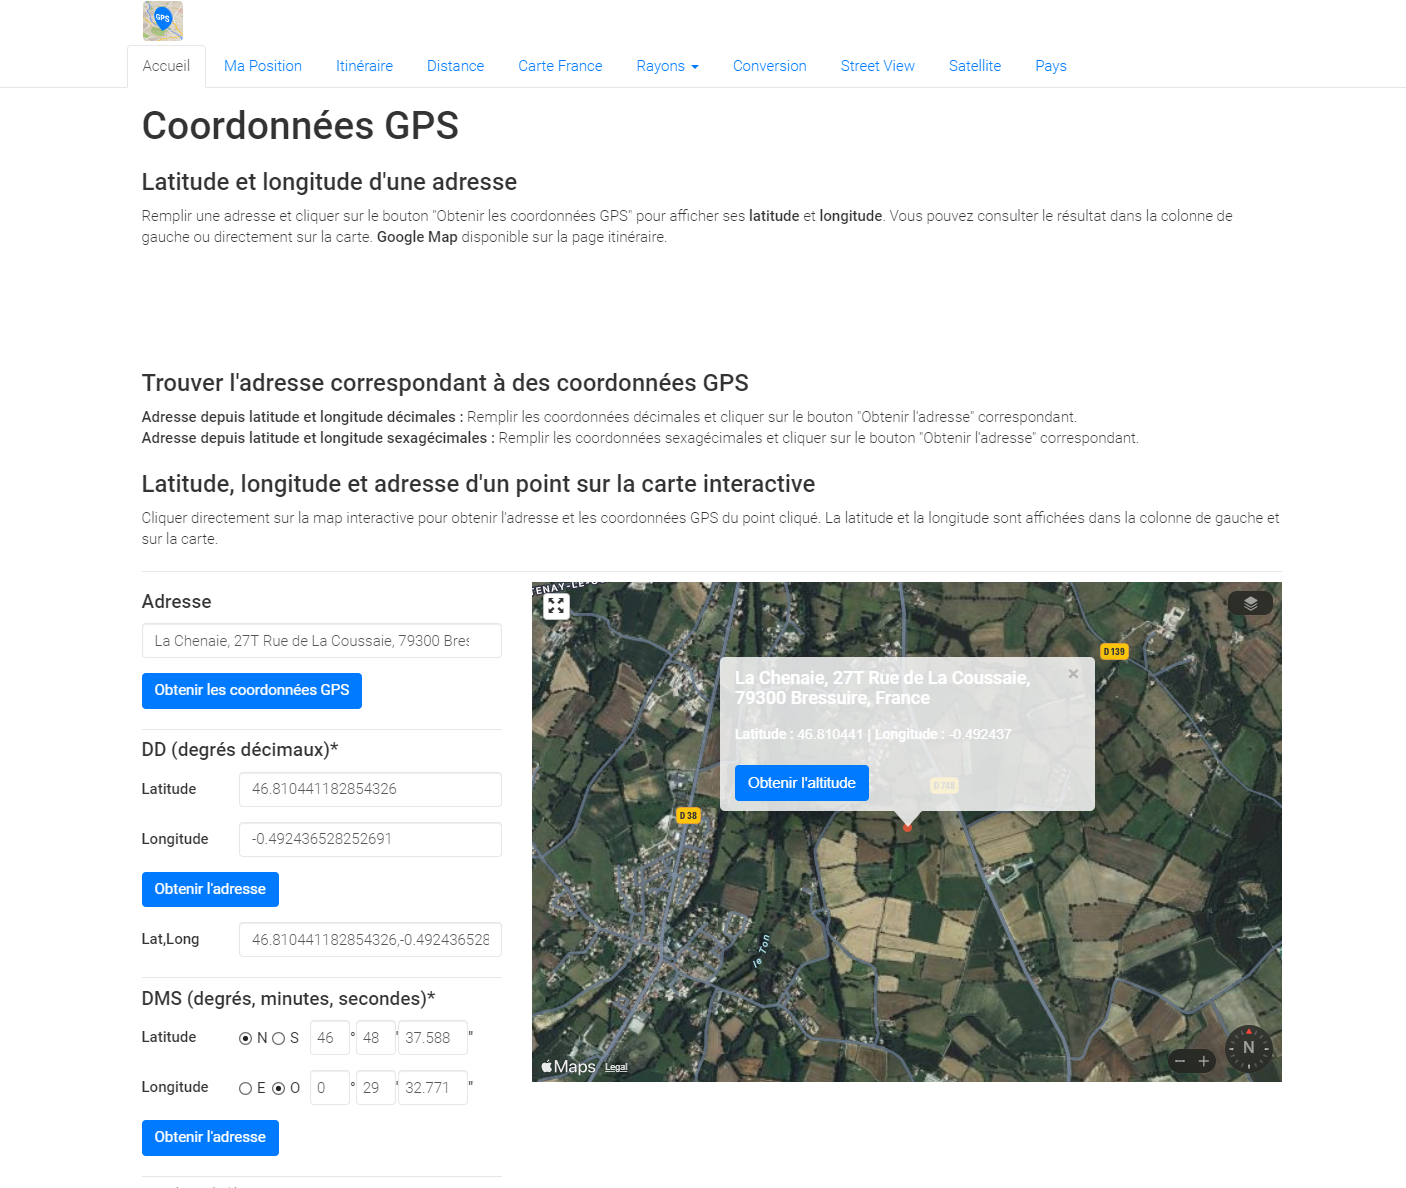 GPS
Accueil
Ma Position
Itinéraire
Distance
Carte France
Rayons
Conversion
Street View
Satellite
Pays
Coordonnées GPS
Latitude et longitude d'une adresse
Remplir une adresse et cliquer sur le bouton "Obtenir les coordonnées GPS" pour afficher ses latitude et longitude. Vous pouvez consulter le résultat dans la colonne de
gauche ou directement sur la carte. Google Map disponible sur la page itinéraire.
Trouver l'adresse correspondant à des coordonnées GPS
Adresse depuis latitude et longitude décimales : Remplir les coordonnées décimales et cliquer sur le bouton "Obtenir l'adresse" correspondant.
Adresse depuis latitude et longitude sexagécimales : Remplir les coordonnées sexagécimales et cliquer sur le bouton "Obtenir l'adresse" correspondant.
Latitude, longitude et adresse d'un point sur la carte interactive
Cliquer directement sur la map interactive pour obtenir l'adresse et les coordonnées GPS du point cliqué. La latitude et la longitude sont affichées dans la colonne de gauche et
sur la carte.
Adresse
La Chenaie, 27T Rue de La Coussaie, 79300 Bres
Obtenir les coordonnées GPS
DD (degrés décimaux)*
Latitude 46.810441182854326
Longitude -0.492436528252691
Obtenir l'adresse
Lat,Long 46.810441182854326,-0.492436528
DMS (degrés, minutes, secondes)*
Latitude N S 46 ° 48 ' 37.588 "
Longitude E O 0 ° 29 ' 32.771 "
Obtenir l'adresse
D 139
La Chenaie, 27T Rue de La Coussaie,
79300 Bressuire, France
×
Latitude : 46.810441 | Longitude : -0.492437
Obtenir l'altitude
D 748
D 38
le Ton
N
Maps Legal